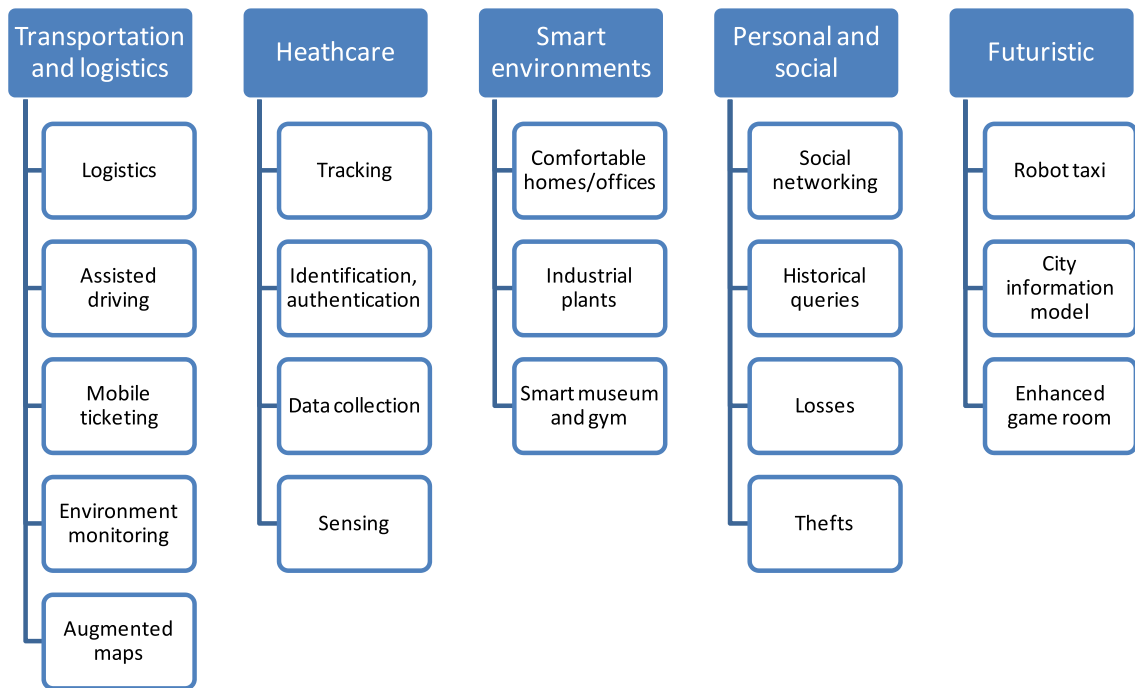 Transportation
and logistics
Logistics
Assisted
driving
Mobile
ticketing
Environment
monitoring
Augmented
maps
Heathcare
Tracking
Identification,
authentication
Data collection
Sensing
Smart
environments
Comfortable
homes/offices
Industrial
plants
Smart museum
and gym
Personal and
social
Social
networking
Historical
queries
Losses
Thefts
Futuristic
Robot taxi
City
information
model
Enhanced
game room